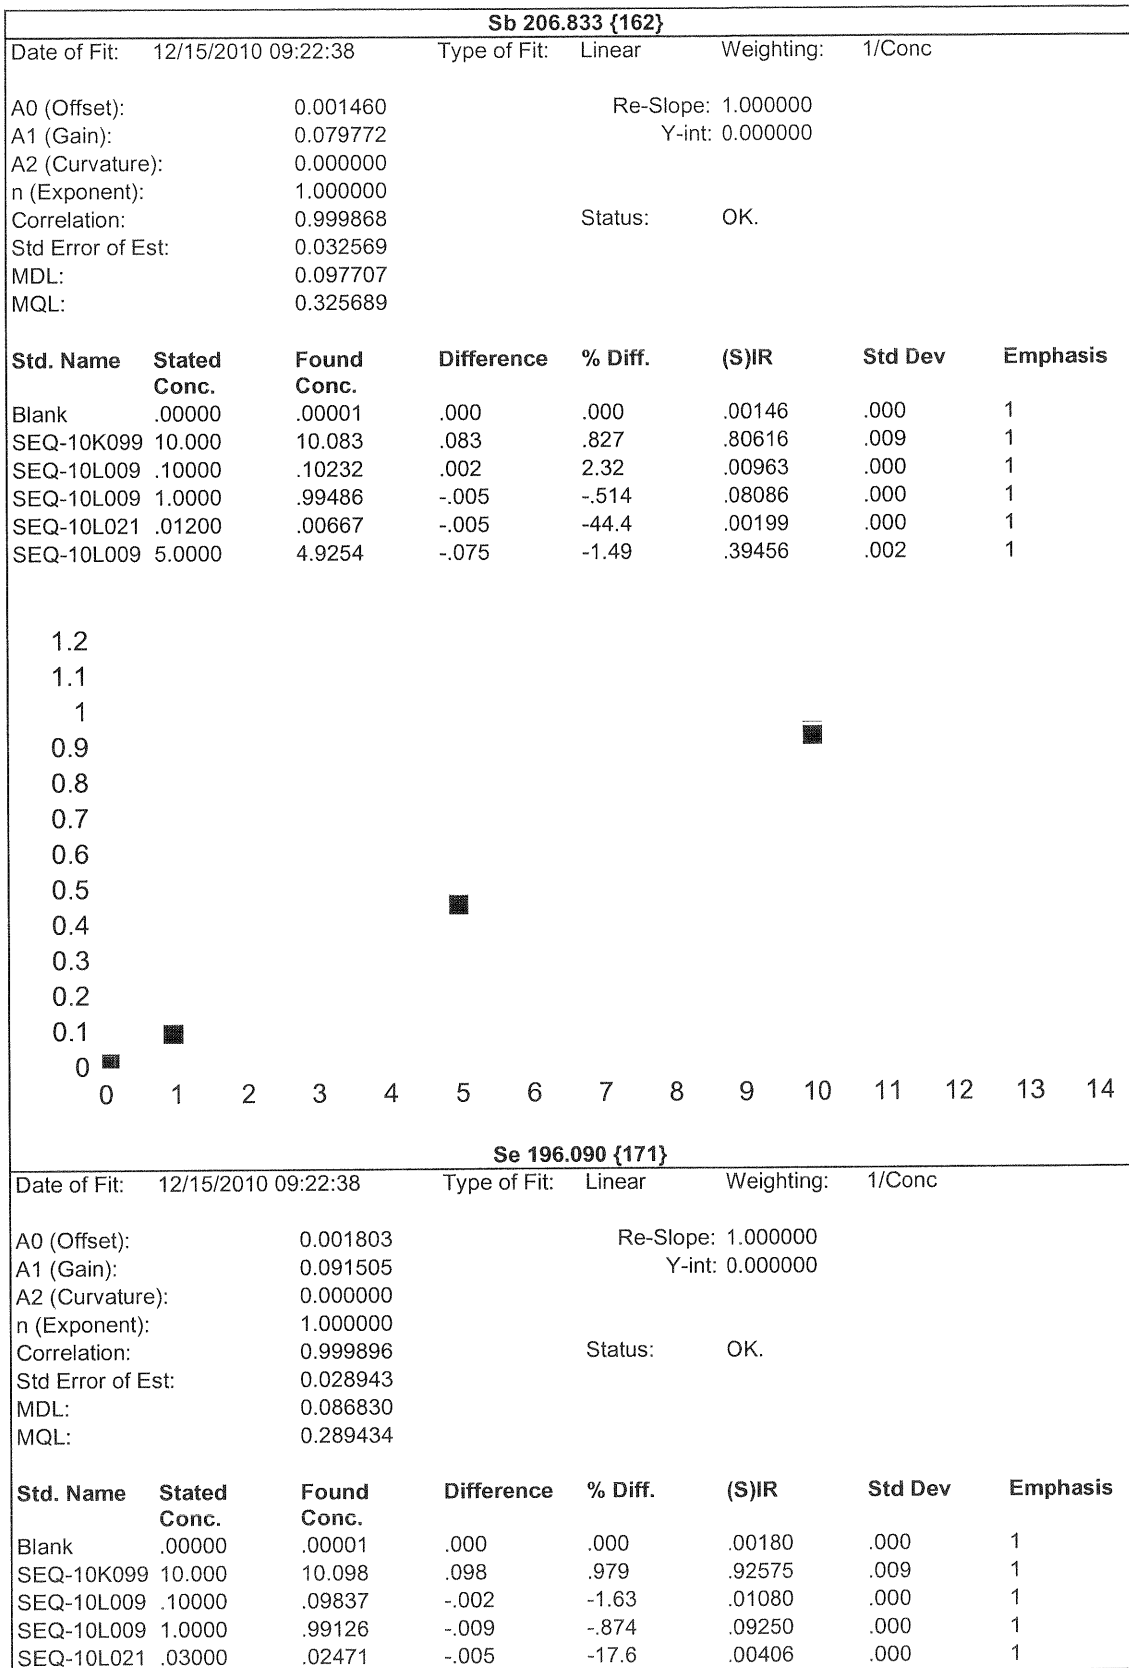 Sb 206.833 {162}
Date of Fit: 12/15/2010 09:22:38 Type of Fit: Linear Weighting: 1/Conc
A0 (Offset): 0.001460 Re-Slope: 1.000000
A1 (Gain): 0.079772 Y-int: 0.000000
A2 (Curvature): 0.000000
n (Exponent): 1.000000
Correlation: 0.999868 Status: OK.
Std Error of Est: 0.032569
MDL: 0.097707
MQL: 0.325689
Std. Name Stated Found Difference % Diff. (S)IR Std Dev Emphasis
Conc. Conc.
Blank .00000 .00001 .000 .000 .00146 .000 1
SEQ-10K099 10.000 10.083 .083 .827 .80616 .009 1
SEQ-10L009 .10000 .10232 .002 2.32 .00963 .000 1
SEQ-10L009 1.0000 .99486 -.005 -.514 .08086 .000 1
SEQ-10L021 .01200 .00667 -.005 -44.4 .00199 .000 1
SEQ-10L009 5.0000 4.9254 -.075 -1.49 .39456 .002 1
1.2
1.1
1
0.9
0.8
0.7
0.6
0.5
0.4
0.3
0.2
0.1
0
0 1 2 3 4 5 6 7 8 9 10 11 12 13 14
Se 196.090 {171}
Date of Fit: 12/15/2010 09:22:38 Type of Fit: Linear Weighting: 1/Conc
A0 (Offset): 0.001803 Re-Slope: 1.000000
A1 (Gain): 0.091505 Y-int: 0.000000
A2 (Curvature): 0.000000
n (Exponent): 1.000000
Correlation: 0.999896 Status: OK.
Std Error of Est: 0.028943
MDL: 0.086830
MQL: 0.289434
Std. Name Stated Found Difference % Diff. (S)IR Std Dev Emphasis
Conc. Conc.
Blank .00000 .00001 .000 .000 .00180 .000 1
SEQ-10K099 10.000 10.098 .098 .979 .92575 .009 1
SEQ-10L009 .10000 .09837 -.002 -1.63 .01080 .000 1
SEQ-10L009 1.0000 .99126 -.009 -.874 .09250 .000 1
SEQ-10L021 .03000 .02471 -.005 -17.6 .00406 .000 1